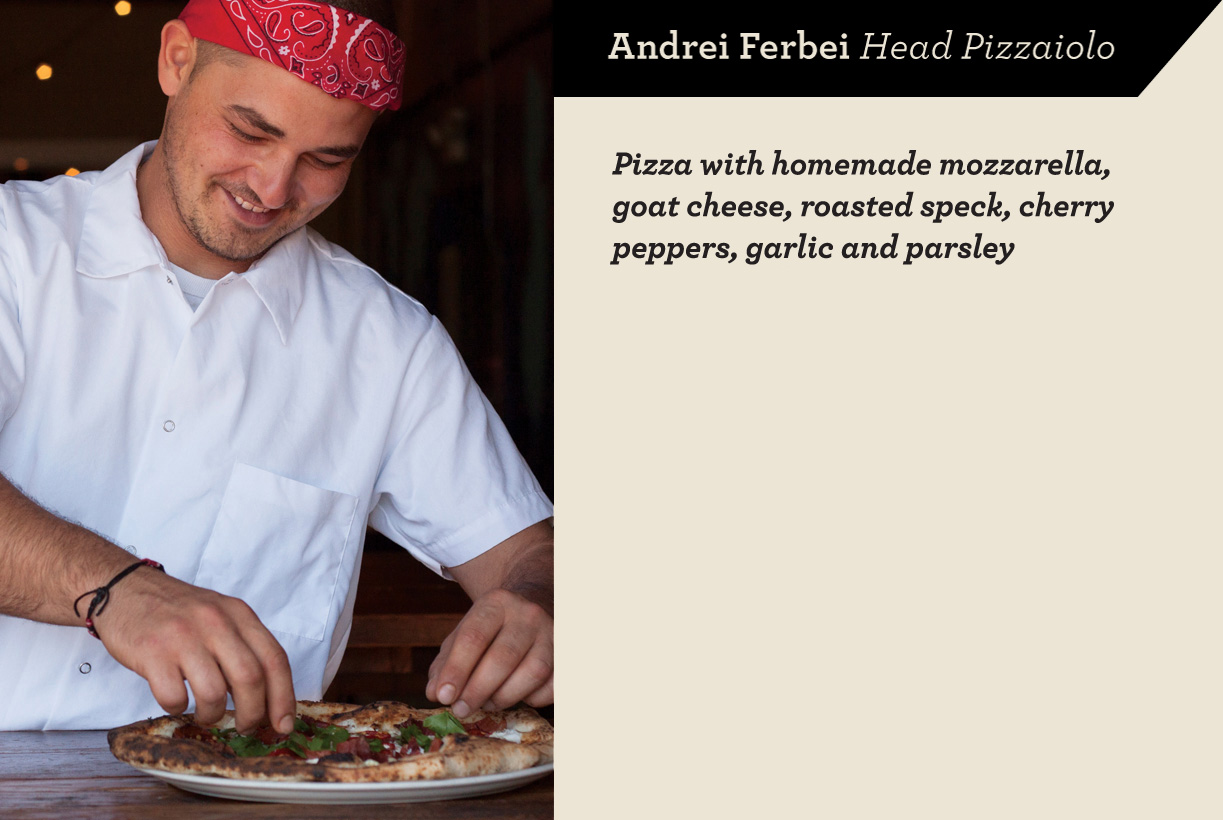 Andrei Ferbei Head Pizzaiolo
Pizza with homemade mozzarella,
goat cheese, roasted speck, cherry
peppers, garlic and parsley